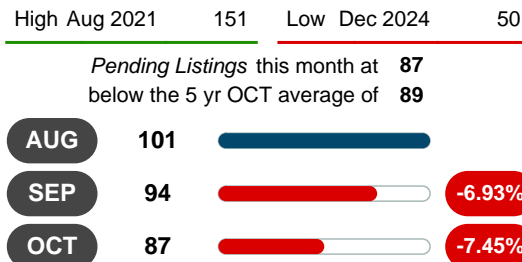 High Aug 2021 151 Low Dec 2024 50
Pending Listings this month at 87
below the 5 yr OCT average of 89
AUG 101
SEP 94 -6.93%
OCT 87 -7.45%